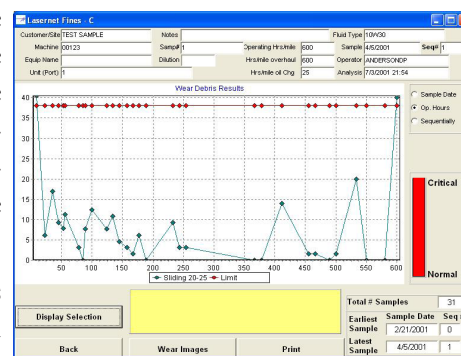 Lasernet Fines - C
Customer/Site TEST SAMPLE Notes Fluid Type 10W30
Machine 00123 Samp# 1 Operating Hrs/mile 600 Sample 4/5/2001 Seq# 1
Equip Name Dilution Hrs/mile overhaul 600 Operator ANDERSONDP
Unit (Port) 1 Hrs/mile oil Chg 25 Analysis 7/3/2001 21:54
Wear Debris Results
Sample Date
Op. Hours
Sequentially
40
35
30
25
20
15
10
5
0
50 100 150 200 250 300 350 400 450 500 550 600
Sliding 20-25 Limit
Critical
Normal
Total # Samples 31
Display Selection
Sample Date Seq
Earliest Sample 2/21/2001 0
Latest Sample 4/5/2001 1
Back Wear Images Print